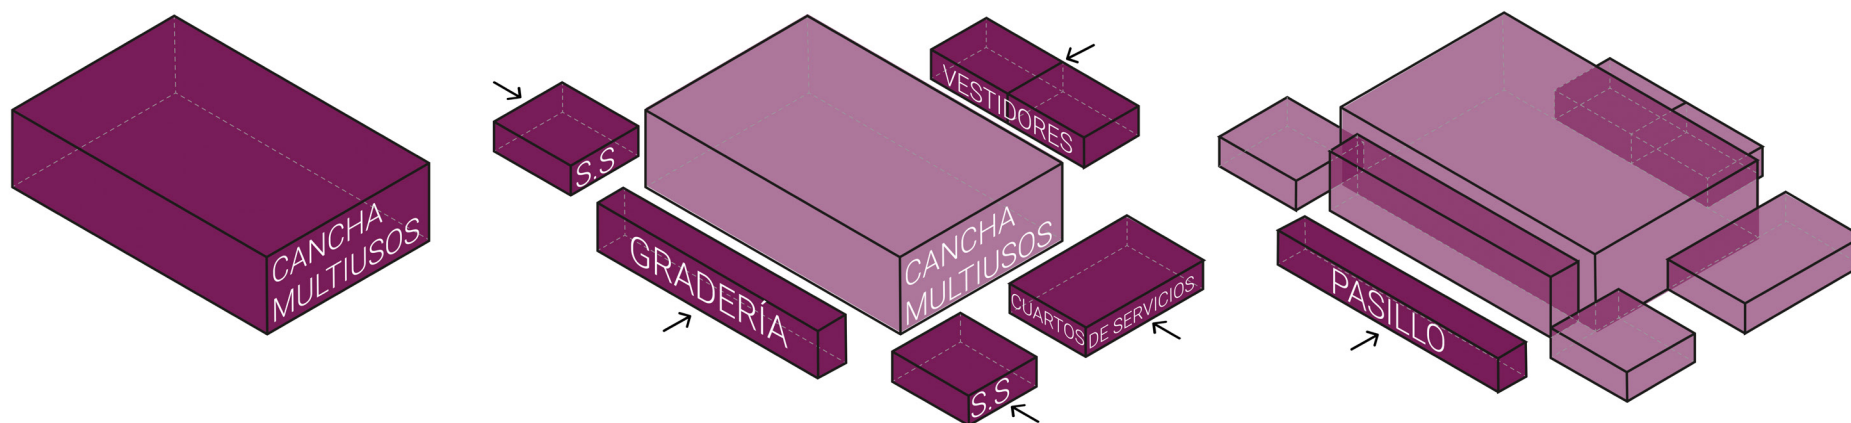 CANCHA
MULTIUSOS
S.S
GRADERÍA
CANCHA
MULTIUSOS
VESTIDORES
CUARTOS DE SERVICIOS
S.S
PASILLO